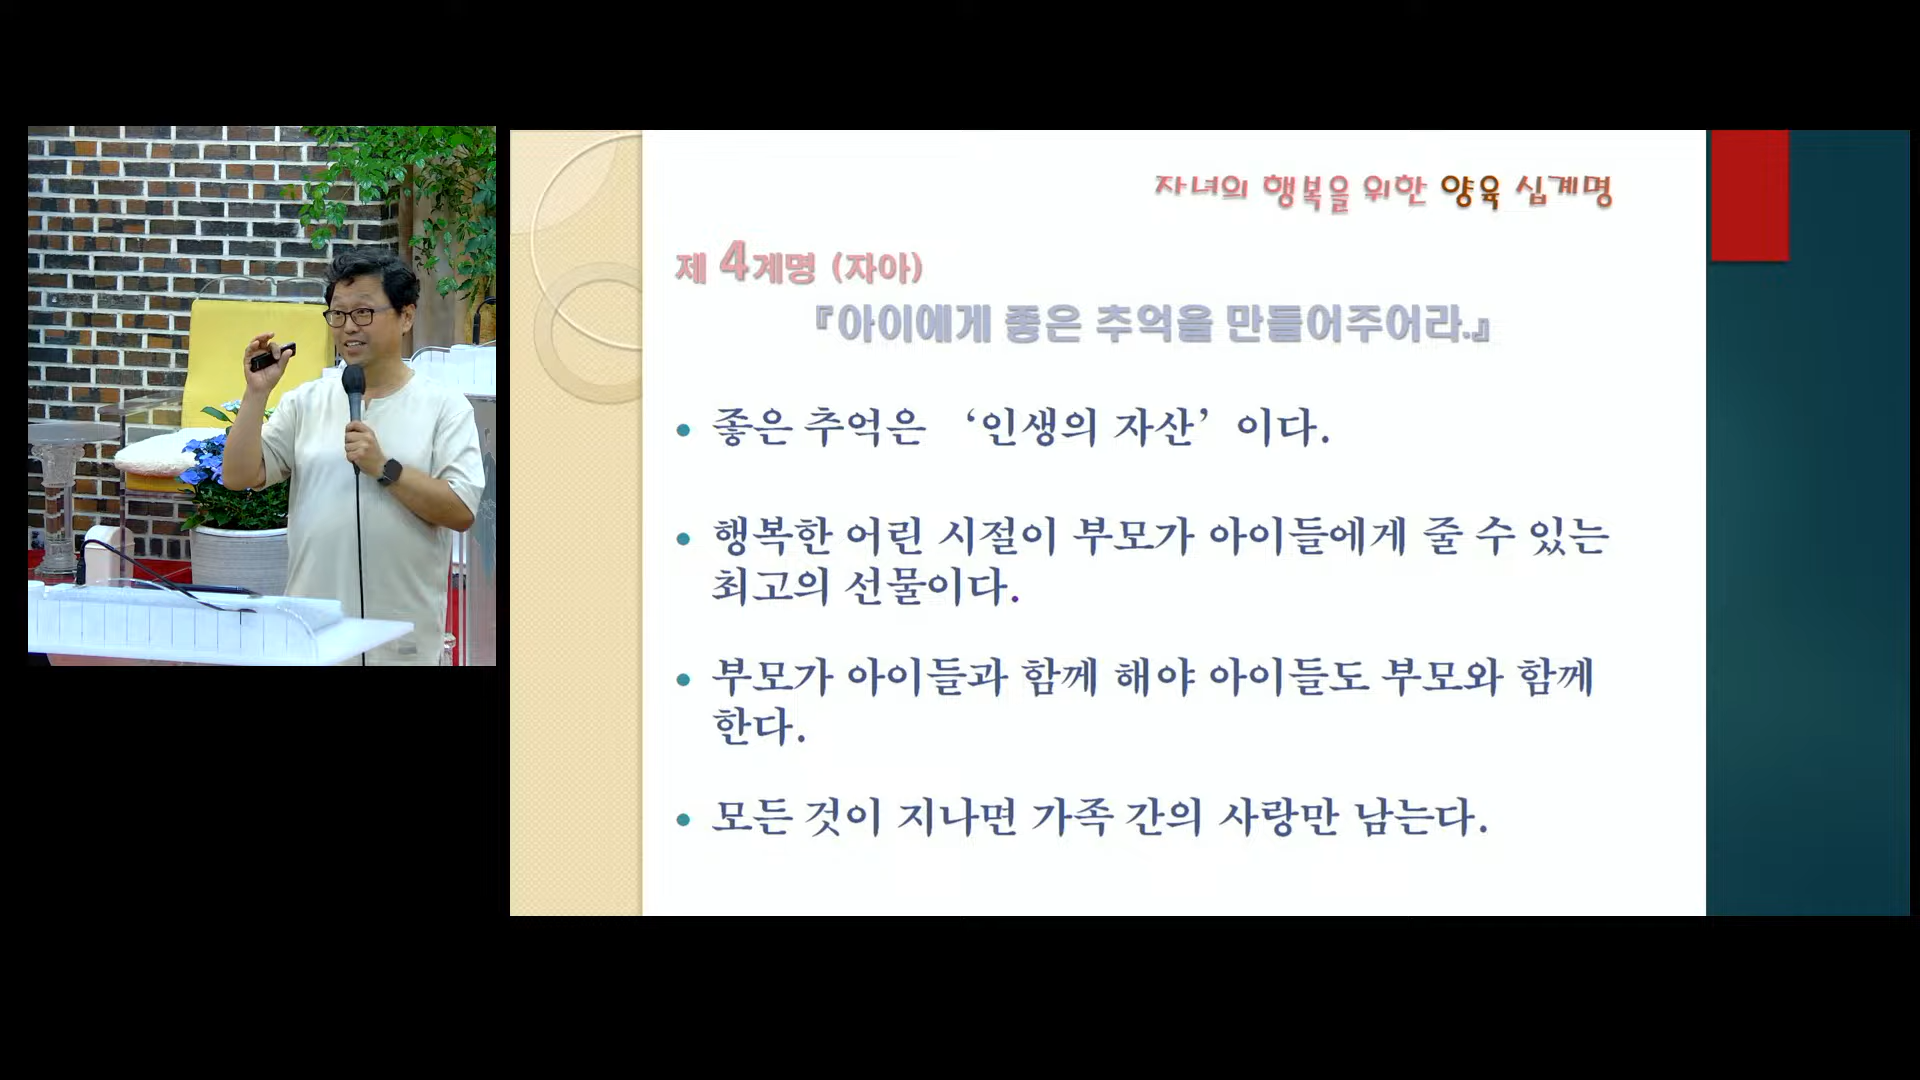 자녀의 행복을 위한 양육 십계명
제 4계명 (자아)
『아이에게 좋은 추억을 만들어주어라.』
• 좋은 추억은 ‘인생의 자산’ 이다.
• 행복한 어린 시절이 부모가 아이들에게 줄 수 있는
최고의 선물이다.
• 부모가 아이들과 함께 해야 아이들도 부모와 함께
한다.
• 모든 것이 지나면 가족 간의 사랑만 남는다.